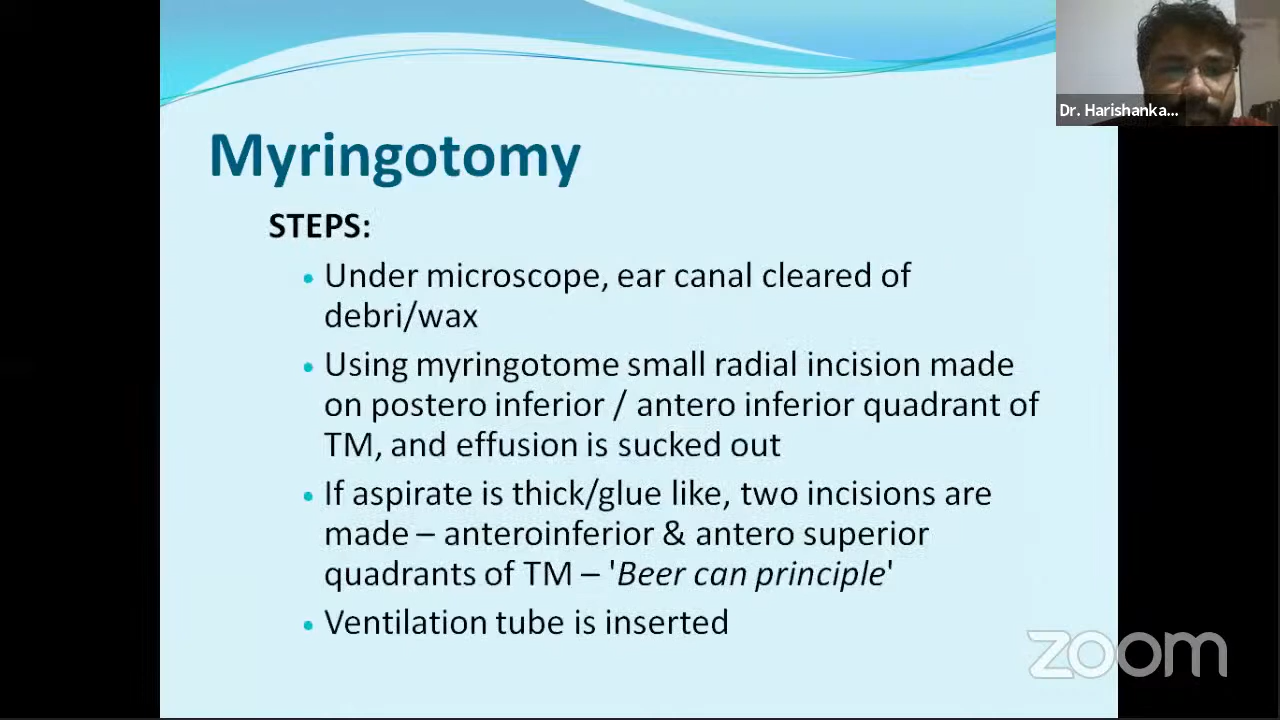 Dr. Harishanka...
Myringotomy
STEPS:
• Under microscope, ear canal cleared of
debri/wax
• Using myringotome small radial incision made
on postero inferior / antero inferior quadrant of
TM, and effusion is sucked out
• If aspirate is thick/glue like, two incisions are
made – anteroinferior & antero superior
quadrants of TM – 'Beer can principle'
• Ventilation tube is inserted
zoom